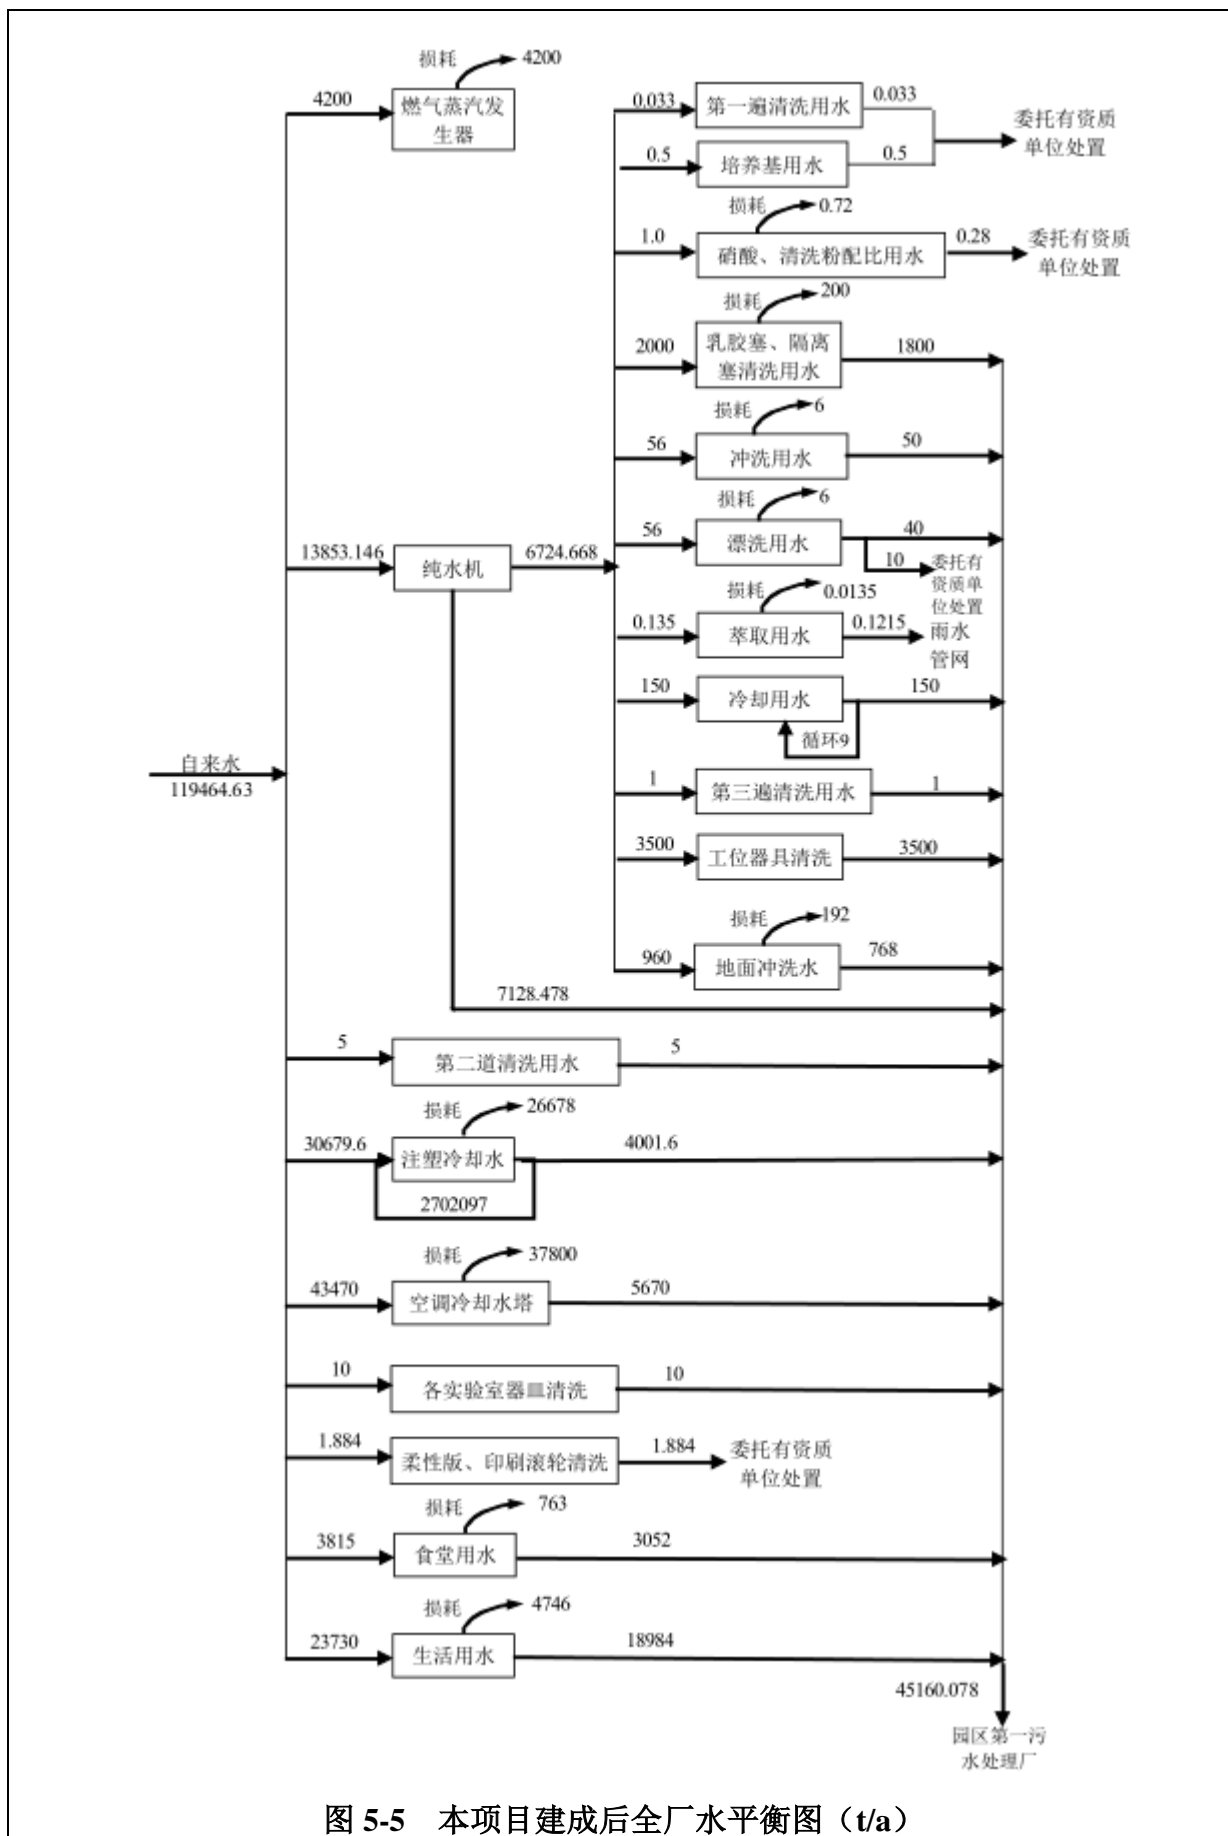 损耗
4200
4200
燃气蒸汽发
生器
0.033
第一遍清洗用水
0.033
委托有资质
单位处置
0.5
培养基用水
0.5
损耗
0.72
1.0
硝酸、清洗粉配比用水
0.28
委托有资质
单位处置
损耗
200
2000
乳胶塞、隔离
塞清洗用水
1800
损耗
6
56
冲洗用水
50
损耗
6
56
漂洗用水
40
10
委托有
资质单
位处置
13853.146
纯水机
6724.668
损耗
0.0135
0.135
萃取用水
0.1215
雨水
管网
150
冷却用水
150
循环9
自来水
119464.63
1
第三遍清洗用水
1
3500
工位器具清洗
3500
损耗
192
960
地面冲洗水
768
7128.478
5
第二道清洗用水
5
损耗
26678
30679.6
注塑冷却水
4001.6
2702097
损耗
37800
43470
空调冷却水塔
5670
10
各实验室器皿清洗
10
1.884
柔性版、印刷滚轮清洗
1.884
委托有资质
单位处置
损耗
763
3815
食堂用水
3052
损耗
4746
23730
生活用水
18984
45160.078
园区第一污
水处理厂
图 5-5 本项目建成后全厂水平衡图（t/a）